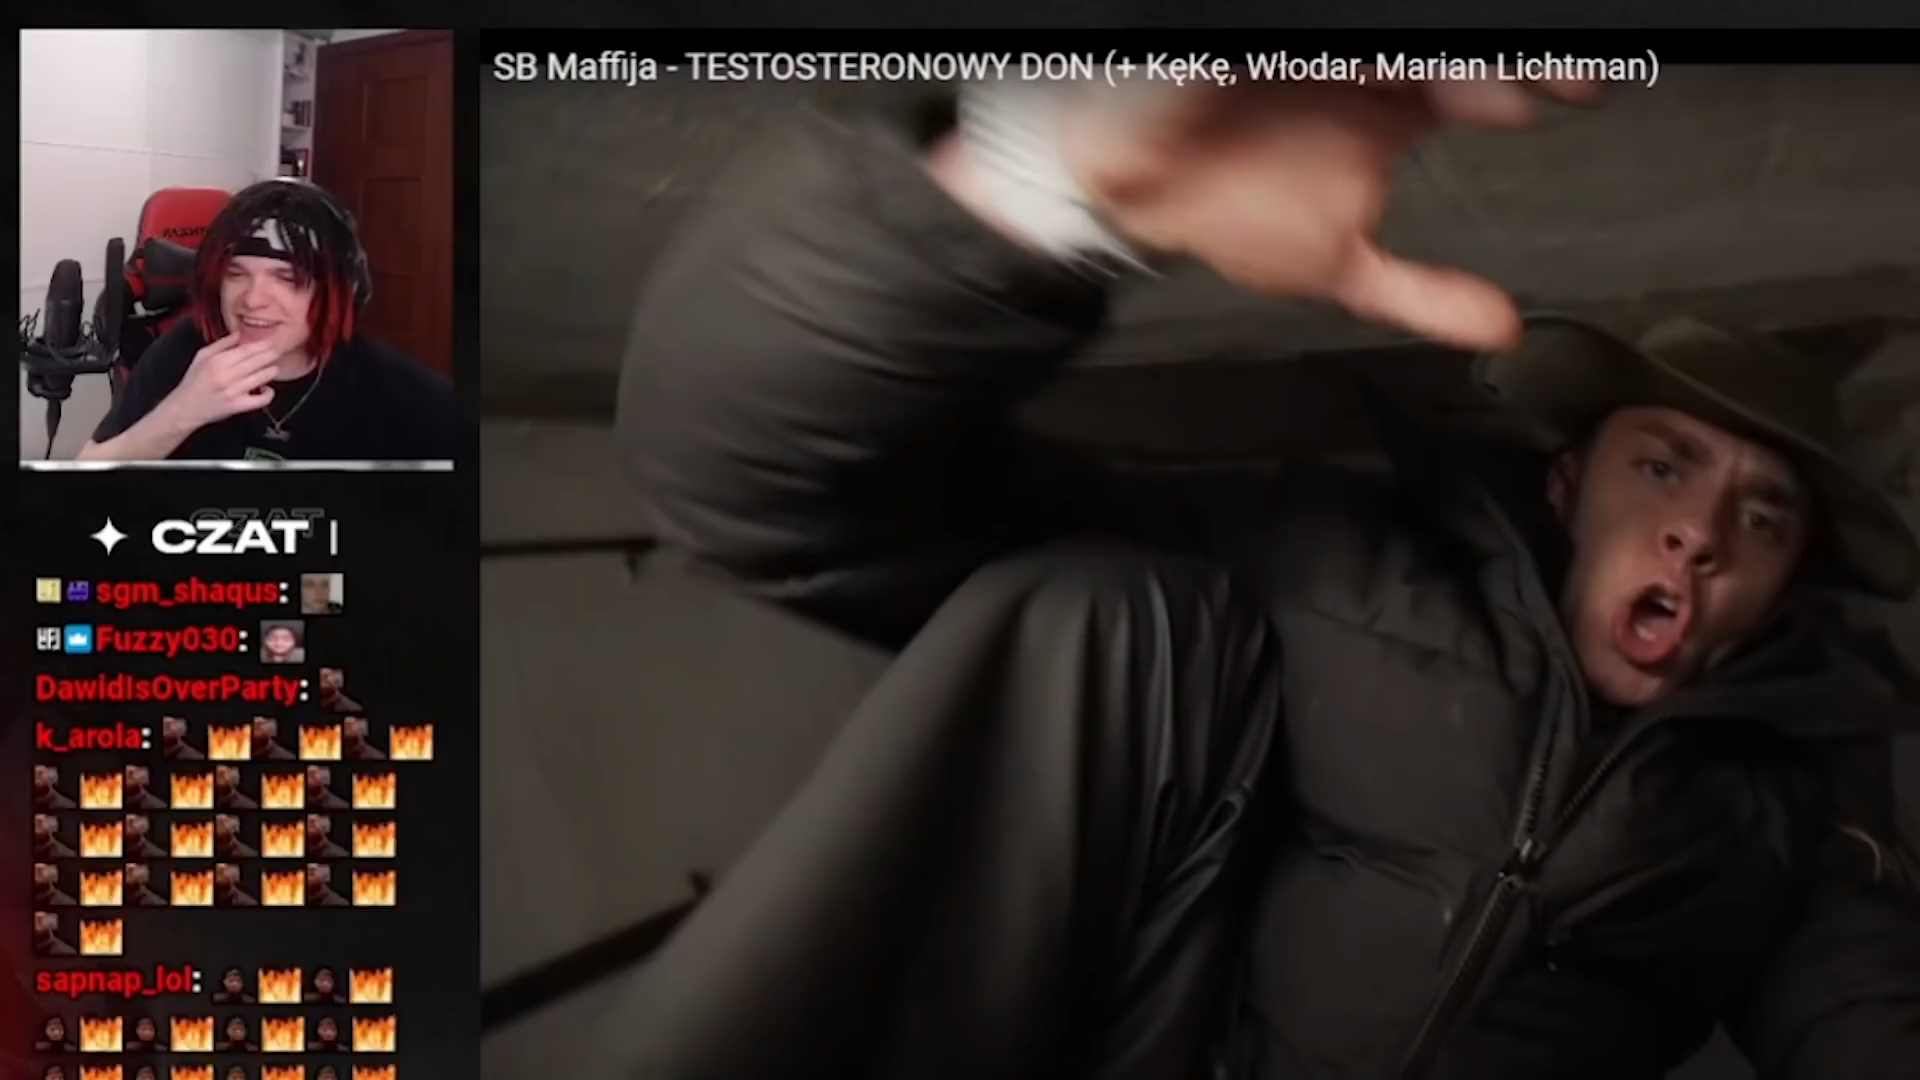 SB Maffija - TESTOSTERONOWY DON (+ KęKę, Włodar, Marian Lichtman)
CZAT
sgm_shaqus:
Fuzzy030:
DawidIsOverParty:
k_arola:
sapnap_lol: